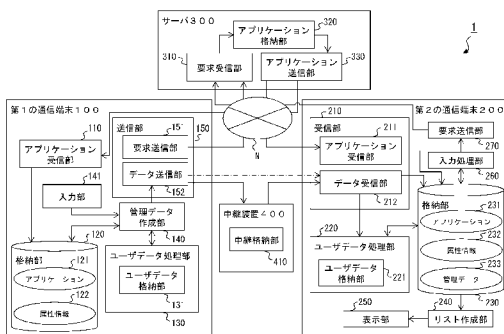 サーバ300
アプリケーション格納部
320
310
要求受信部
アプリケーション送信部
330
1
N
第1の通信端末100
110
アプリケーション受信部
送信部
151
150
要求送信部
データ送信部
152
141
入力部
管理データ作成部
140
120
格納部
121
アプリケーション
122
属性情報
ユーザデータ処理部
ユーザデータ格納部
131
130
中継装置400
中継格納部
410
第2の通信端末200
210
受信部
211
アプリケーション受信部
データ受信部
212
220
ユーザデータ処理部
ユーザデータ格納部
221
要求送信部
270
入力処理部
260
格納部
231
アプリケーション
232
属性情報
233
管理データ
230
250
表示部
240
リスト作成部